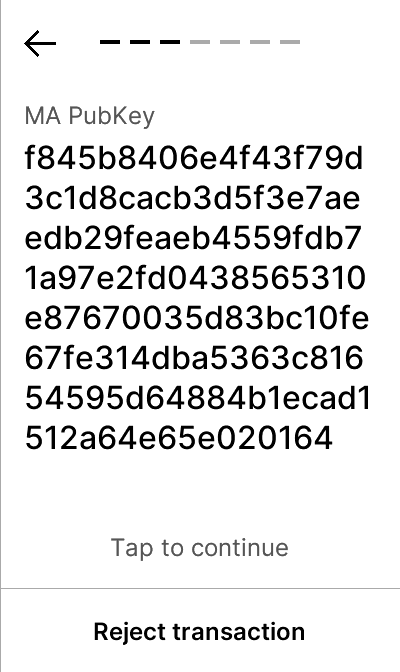 MA PubKey
f845b8406e4f43f79d
3c1d8cacb3d5f3e7ae
edb29feaeb4559fdb7
1a97e2fd0438565310
e87670035d83bc10fe
67fe314dba5363c816
54595d64884b1ecad1
512a64e65e020164
Tap to continue
Reject transaction